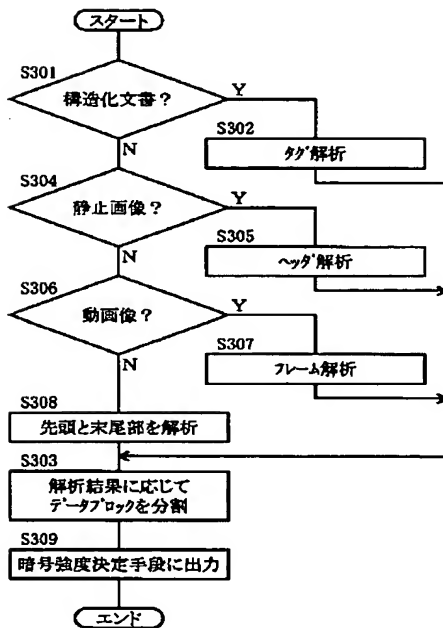 スタート
S301
構造化文書?
Y
N
S302
タグ解析
S304
静止画像?
Y
N
S305
ヘッダ解析
S306
動画像?
Y
N
S307
フレーム解析
S308
先頭と末尾部を解析
S303
解析結果に応じて
データブロックを分割
S309
暗号強度決定手段に出力
エンド